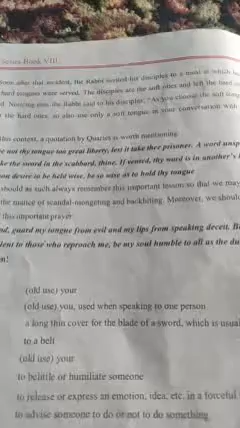 Series Book VIII
Soon after that incident, the Rabbi invited his disciples to a meal at which
hard tongues were served. The disciples ate the soft ones and left the hard
Noticing this, the Rabbi said to his disciples, "As you choose the soft
the hard ones, so also use only a soft tongue in your conversation with
this context, a quotation by Quarles is worth mentioning
not thy tongue too great liberty, lest it take thee prisoner. A word
like the sword in the scabbard, thine. If vented, thy word is in another's
you desire to be held wise, be so wise as to hold thy tongue
should as such always remember this important lesson so that we may
the menace of scandal-mongering and backbiting. Moreover, we should
this important prayer
guard my tongue from evil and my lips from speaking deceit.
to those who reproach me, be my soul humble to all as the
(old use) your
(old use) you, used when speaking to one person
a long thin cover for the blade of a sword, which is
to a belt
(old use) your
to belittle or humiliate someone
to release or express an emotion, idea, etc. in a forceful
to advise someone to do or not to do something